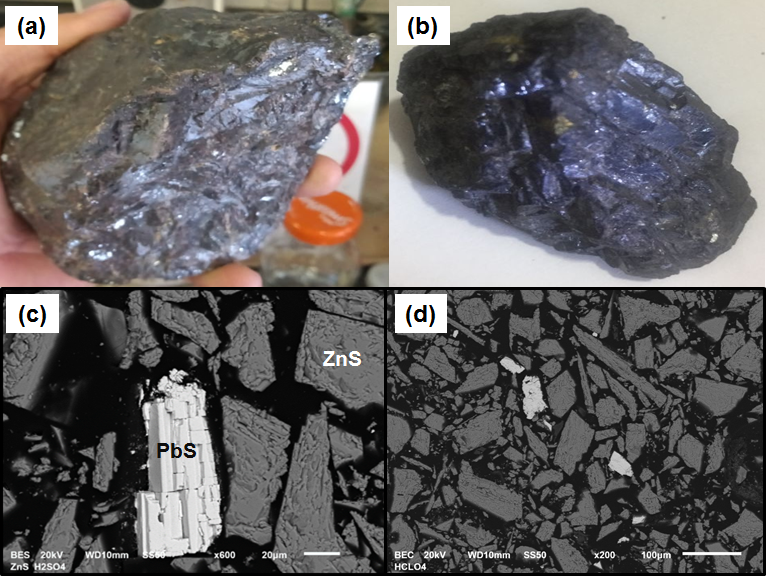 (a)
(b)
(c)
ZnS
PbS
BES 20kV WD10mm SS50 x600 20µm
ZnS H2SO4
(d)
BEC 20kV WD10mm SS50 x200 100µm
HCLO4